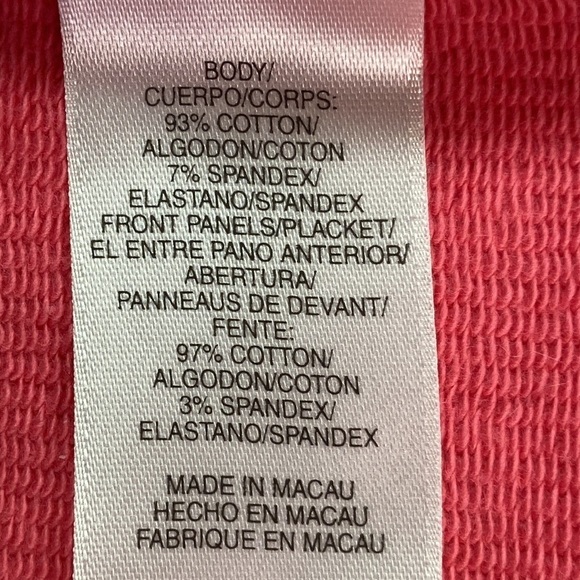 BODY/
CUERPO/CORPS:
93% COTTON/
ALGODON/COTON
7% SPANDEX/
ELASTANO/SPANDEX
FRONT PANELS/PLACKET/
EL ENTRE PANO ANTERIOR/
ABERTURA/
PANNEAUS DE DEVANT/
FENTE:
97% COTTON/
ALGODON/COTON
3% SPANDEX/
ELASTANO/SPANDEX
MADE IN MACAU
HECHO EN MACAU
FABRIQUE EN MACAU